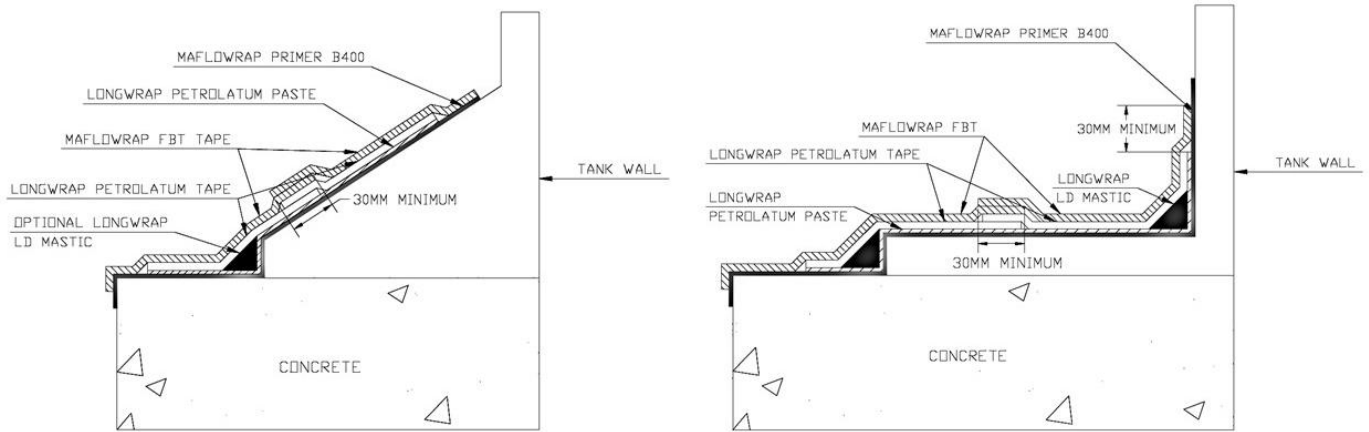 MAFLOWRAP PRIMER B400
LONGWRAP PETROLATUM PASTE
MAFLOWRAP FBT TAPE
LONGWRAP PETROLATUM TAPE
OPTIONAL LONGWRAP
LD MASTIC
30MM MINIMUM
TANK WALL
CONCRETE
MAFLOWRAP PRIMER B400
30MM MINIMUM
MAFLOWRAP FBT
LONGWRAP PETROLATUM TAPE
LONGWRAP
PETROLATUM PASTE
LONGWRAP
LD MASTIC
TANK WALL
30MM MINIMUM
CONCRETE